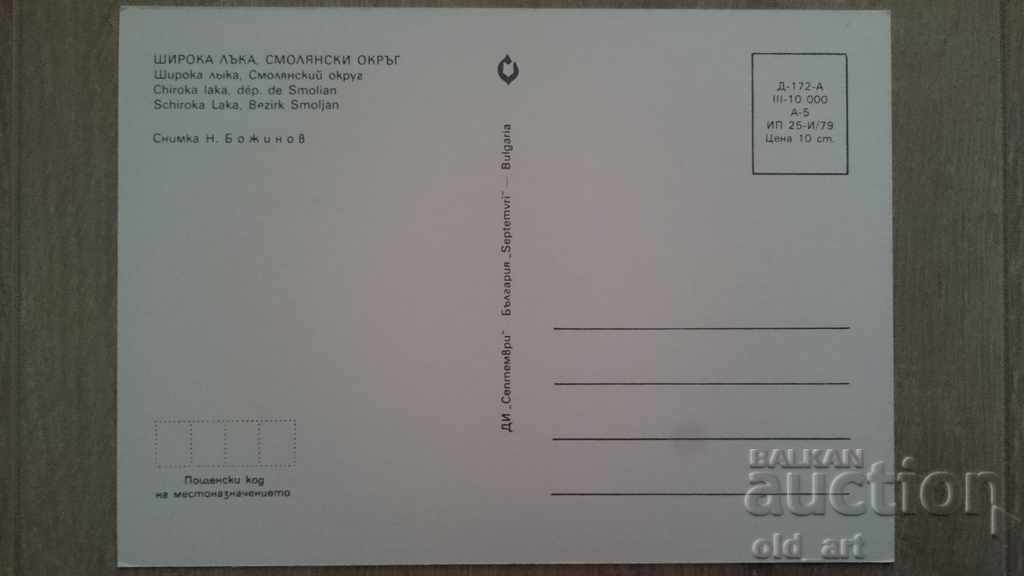 ШИРОКА ЛЪКА, СМОЛЯНСКИ ОКРЪГ
Широка лыка, Смолянский округ
Chiroka laka, dép. de Smolian
Schiroka Laka, Bezirk Smoljan
Снимка Н. Божинов
Пощенски код
на местоназначението
ДИ „Септември" България „Septemvri" — Bulgaria
Д-172-А
III-10 000
А-5
ИП 25-И/79
Цена 10 ст.
BALKAN
auction
old_art